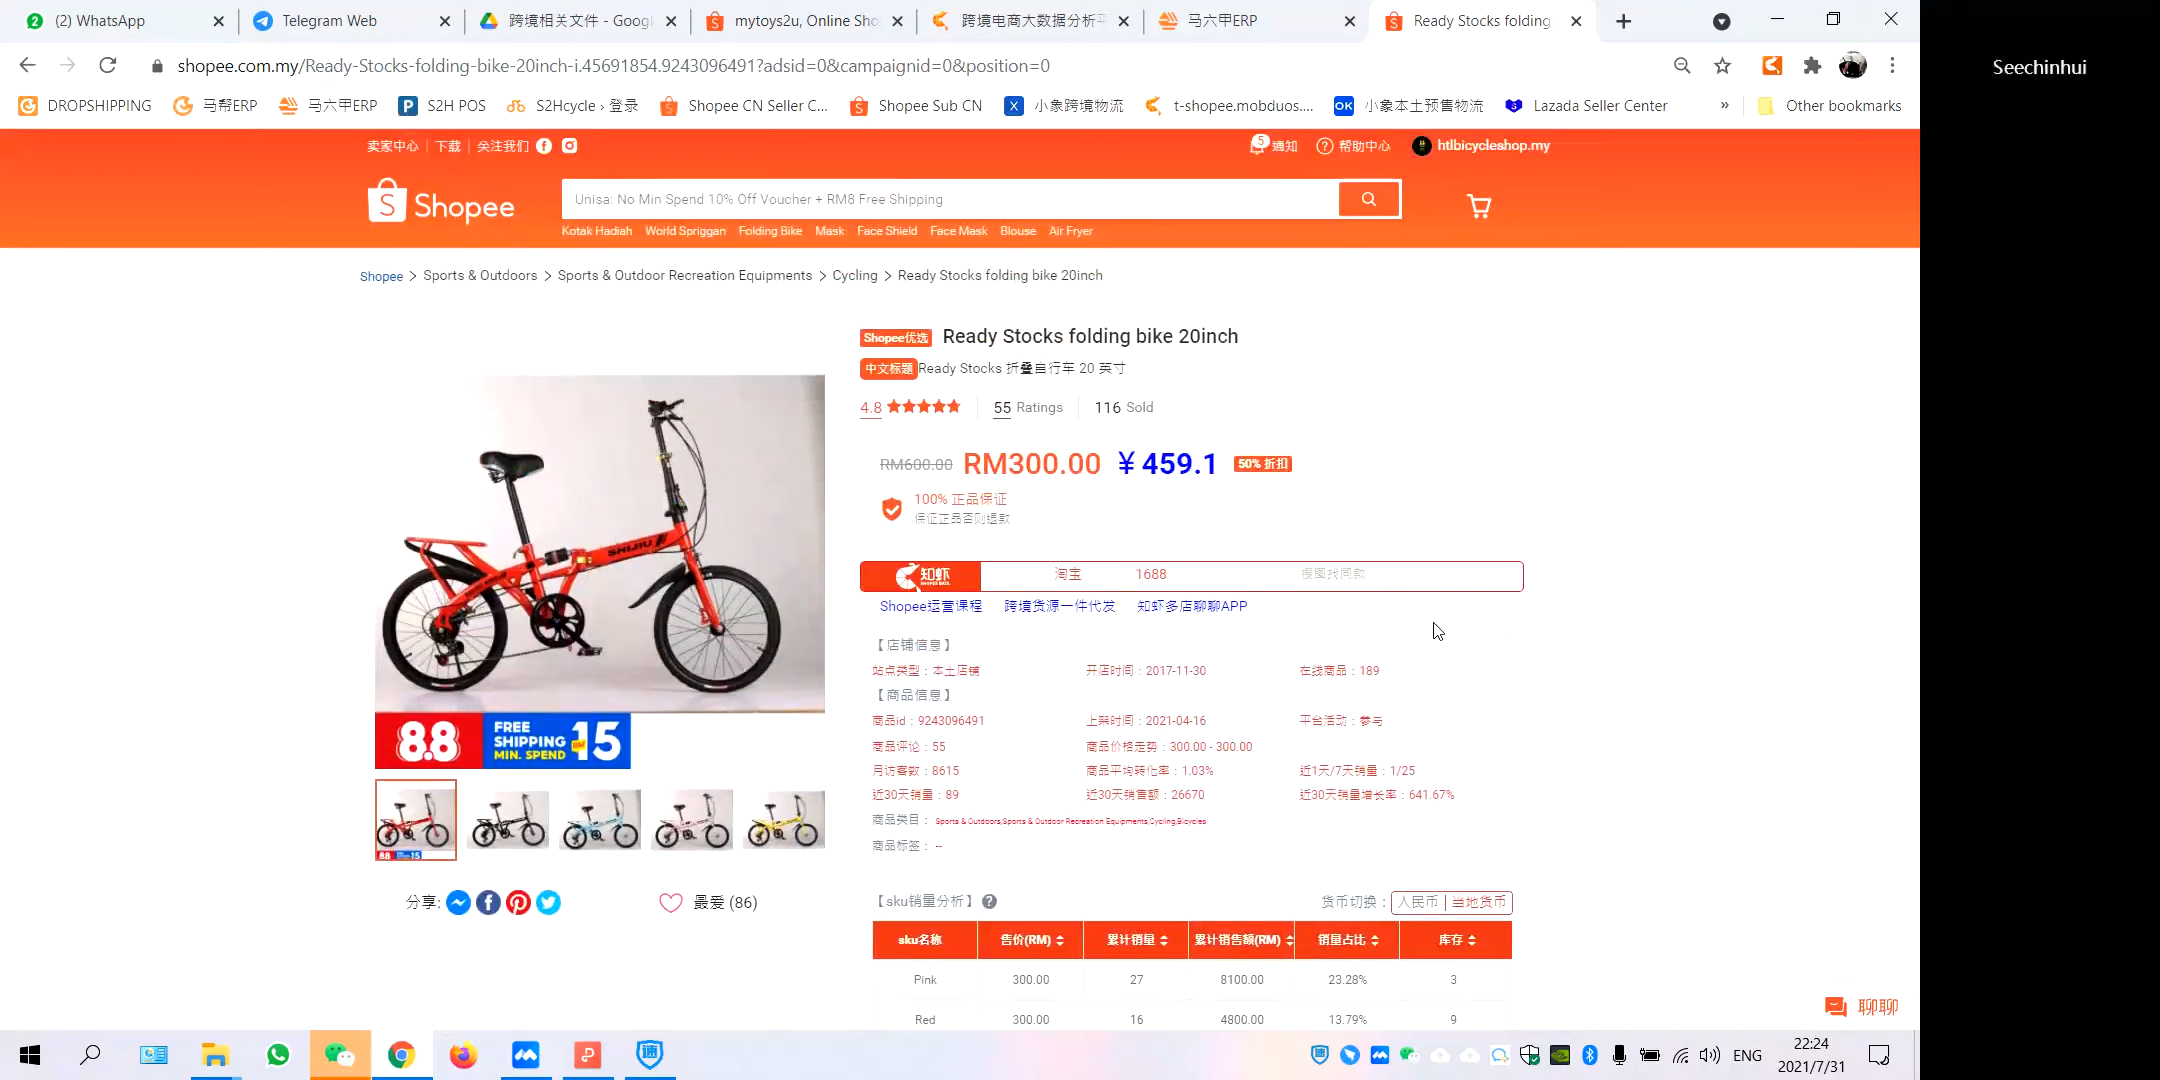 (2) WhatsApp
Telegram Web
跨境相关文件 - Googl
mytoys2u, Online Sho
跨境电商大数据分析平
马六甲ERP
Ready Stocks folding
shopee.com.my/Ready-Stocks-folding-bike-20inch-i.45691854.9243096491?adsid=0&campaignid=0&position=0
Seechinhui
DROPSHIPPING
马帮ERP
马六甲ERP
S2H POS
S2Hcycle › 登录
Shopee CN Seller C...
Shopee Sub CN
小象跨境物流
t-shopee.mobduos....
OK 小象本土预售物流
Lazada Seller Center
»
Other bookmarks
卖家中心 | 下载 | 关注我们
5 通知
帮助中心
htlbicycleshop.my
Shopee
Unisa: No Min Spend 10% Off Voucher + RM8 Free Shipping
Kotak Hadiah World Spriggan Folding Bike Mask Face Shield Face Mask Blouse Air Fryer
Shopee > Sports & Outdoors > Sports & Outdoor Recreation Equipments > Cycling > Ready Stocks folding bike 20inch
Shopee优选 Ready Stocks folding bike 20inch
中文标题 Ready Stocks 折叠自行车 20 英寸
4.8 55 Ratings 116 Sold
RM600.00 RM300.00 ¥ 459.1 50% 折扣
100% 正品保证
保证正品否则退款
SHIJIU
知虾 淘宝 1688 根图找同款
SHOPEE DATA
Shopee运营课程 跨境货源一件代发 知虾多店聊聊APP
【店铺信息】
站点类型：本土店铺 开店时间：2017-11-30 在线商品：189
【商品信息】
商品id：9243096491 上架时间：2021-04-16 平台活动：参与
商品评论：55 商品价格走势：300.00 - 300.00
月访客数：8615 商品平均转化率：1.03% 近1天/7天销量：1/25
近30天销量：89 近30天销售额：26670 近30天销量增长率：641.67%
商品类目： Sports & Outdoors,Sports & Outdoor Recreation Equipments,Cycling,Bicycles
商品标签： --
8.8 FREE SHIPPING MIN. SPEND RM 15
8.8 15
分享:
最爱 (86)
【sku销量分析】 ?
货币切换： 人民币 | 当地货币
sku名称 售价(RM) 累计销量 累计销售额(RM) 销量占比 库存
Pink 300.00 27 8100.00 23.28% 3
Red 300.00 16 4800.00 13.79% 9
聊聊
速
ENG
22:24
2021/7/31